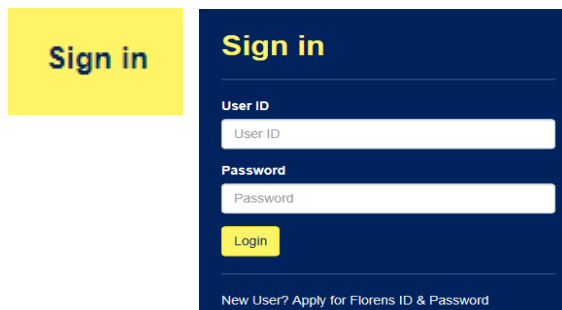 Sign in
Sign in
User ID
User ID
Password
Password
Login
New User? Apply for Florens ID & Password